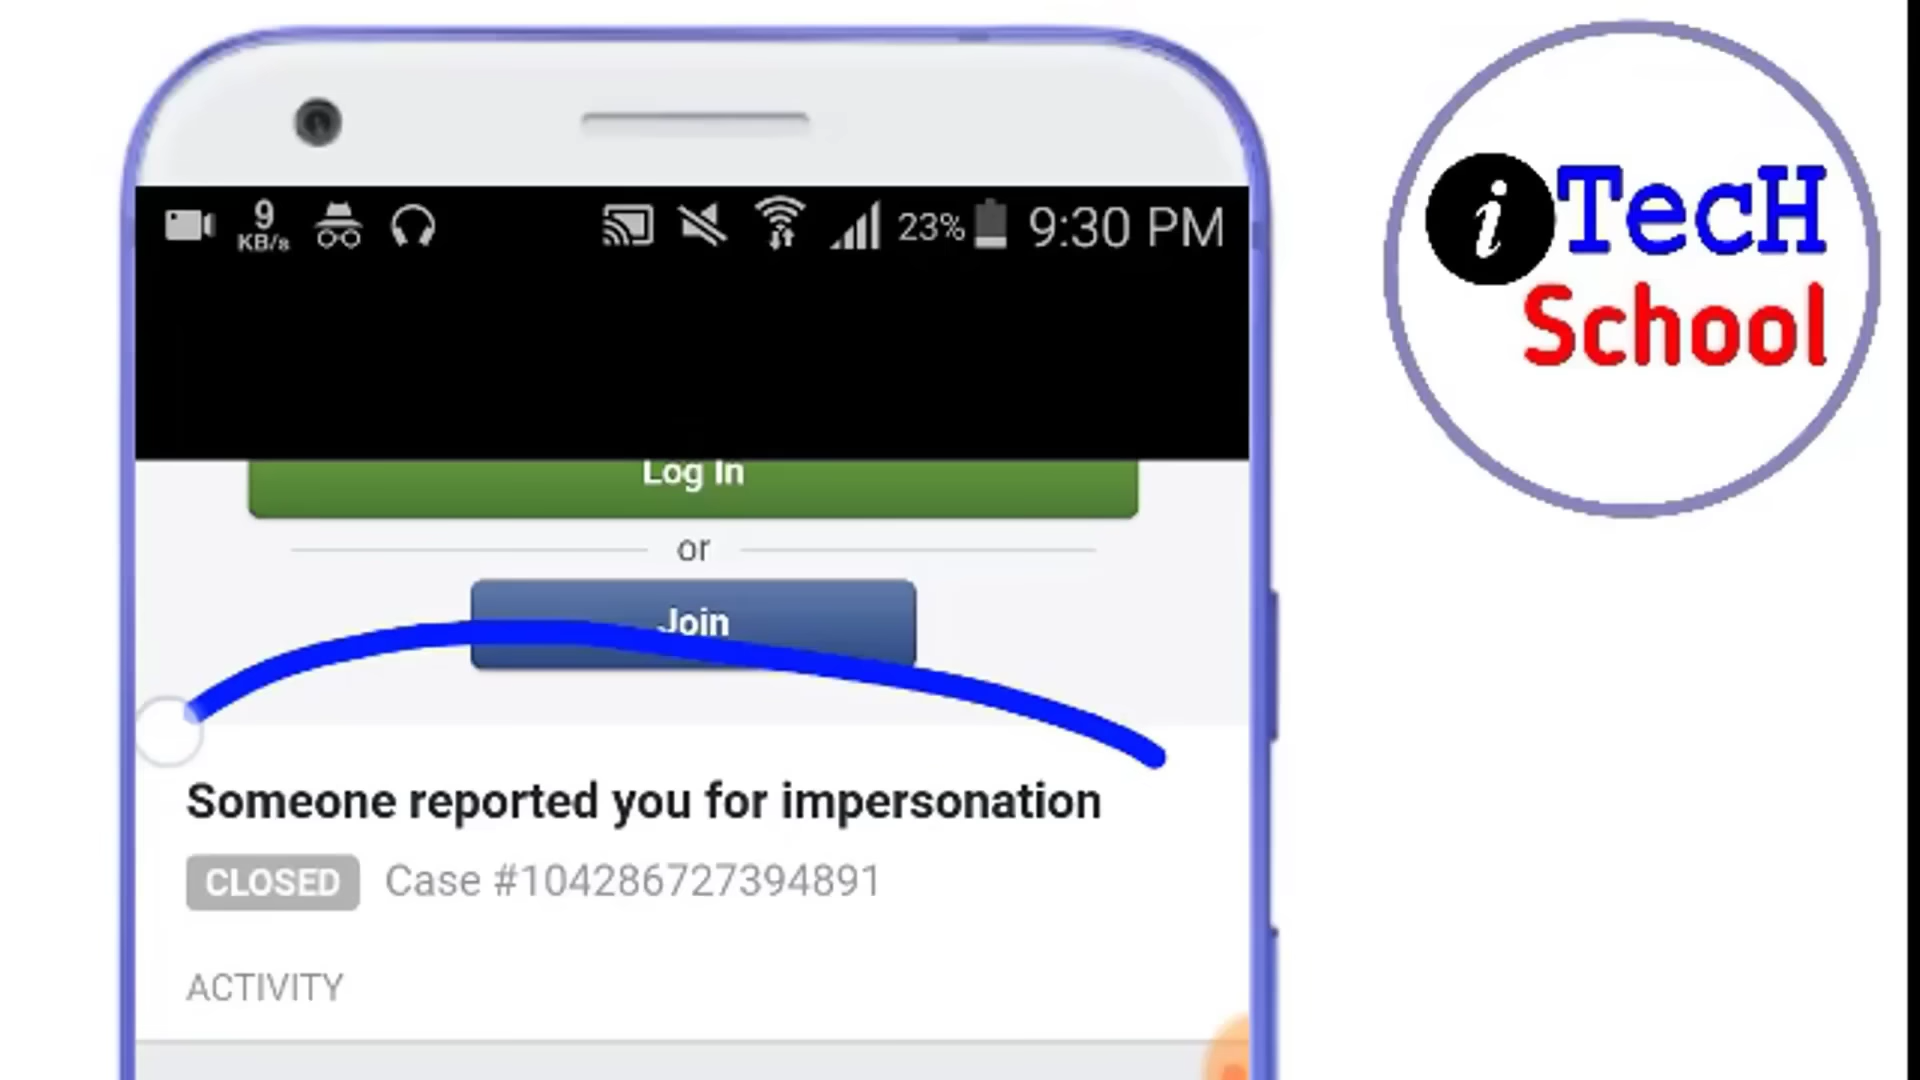 9
KB/s
23%
9:30 PM
i TecH
School
Log In
or
Join
Someone reported you for impersonation
CLOSED Case #104286727394891
ACTIVITY